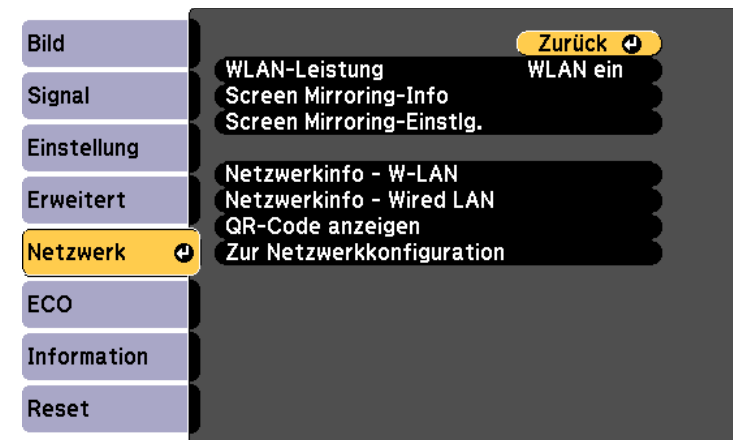 Bild
Signal
Einstellung
Erweitert
Netzwerk
ECO
Information
Reset
Zurück
WLAN-Leistung WLAN ein
Screen Mirroring-Info
Screen Mirroring-Einstlg.
Netzwerkinfo - W-LAN
Netzwerkinfo - Wired LAN
QR-Code anzeigen
Zur Netzwerkkonfiguration